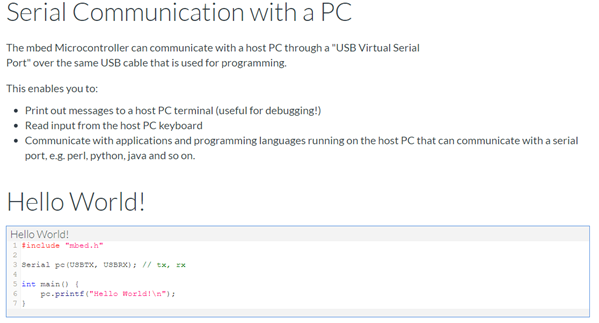 Serial Communication with a PC
The mbed Microcontroller can communicate with a host PC through a "USB Virtual Serial
Port" over the same USB cable that is used for programming.
This enables you to:
• Print out messages to a host PC terminal (useful for debugging!)
• Read input from the host PC keyboard
• Communicate with applications and programming languages running on the host PC that can communicate with a serial
port, e.g. perl, python, java and so on.
Hello World!
Hello World!
1 #include "mbed.h"
2
3 Serial pc(USBTX, USBRX); // tx, rx
4
5 int main() {
6     pc.printf("Hello World!\n");
7 }